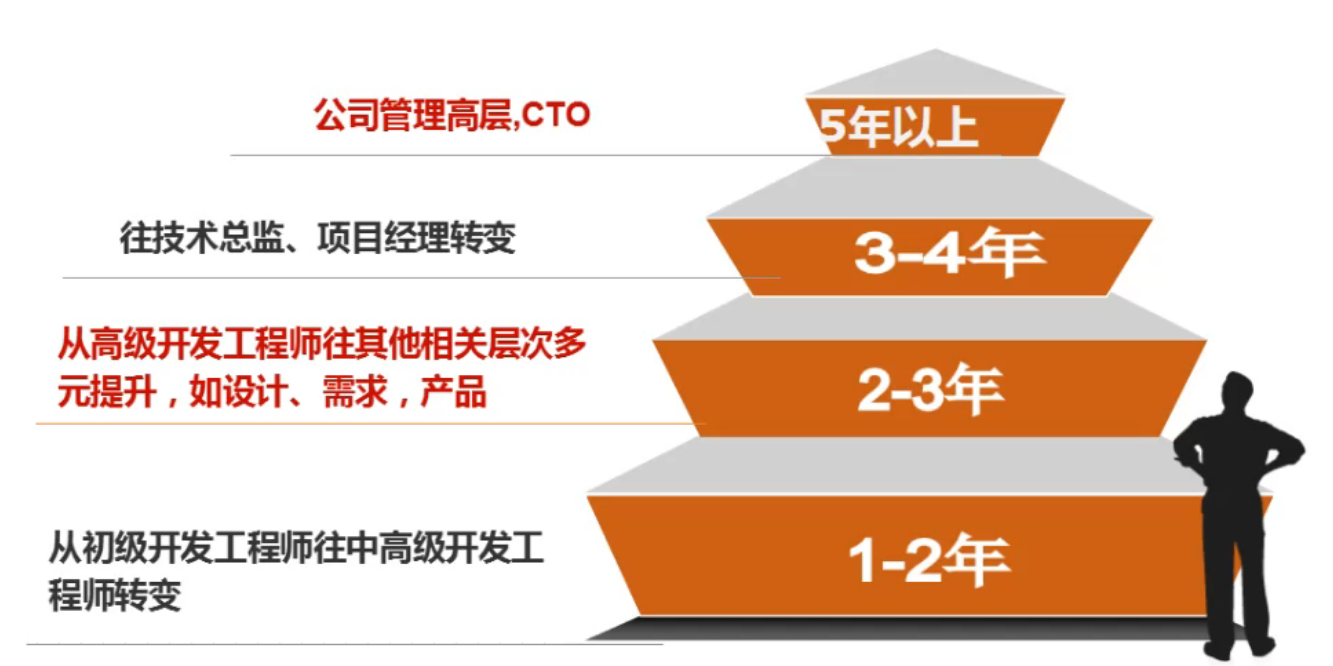 公司管理高层,CTO
5年以上
往技术总监、项目经理转变
3-4年
从高级开发工程师往其他相关层次多
元提升，如设计、需求，产品
2-3年
从初级开发工程师往中高级开发工
程师转变
1-2年